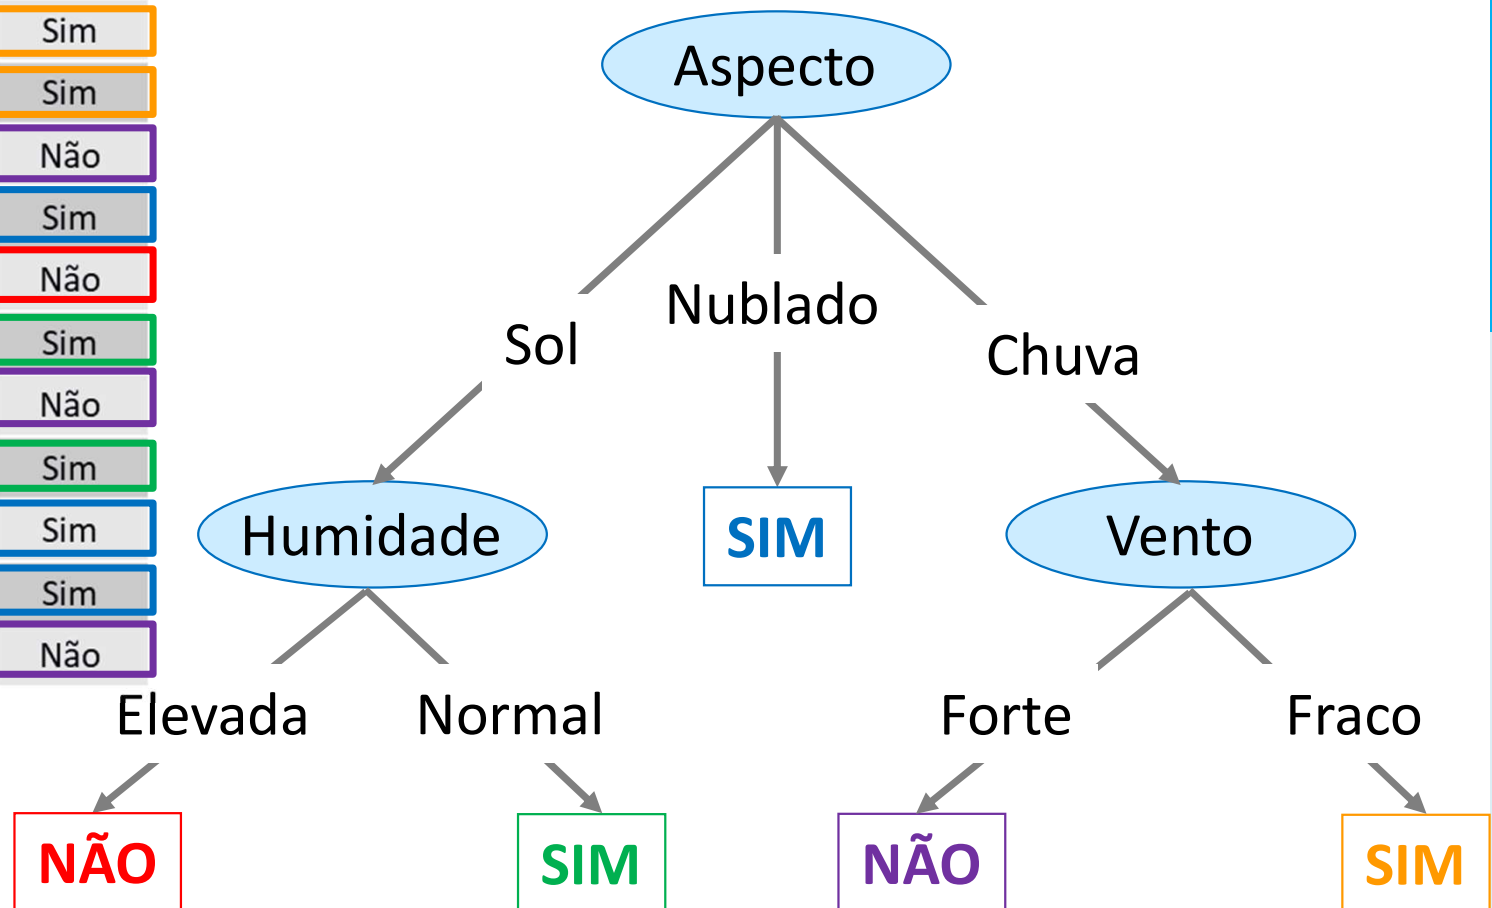 Sim
Sim
Não
Sim
Não
Sim
Não
Sim
Sim
Sim
Não
Aspecto
Sol
Nublado
Chuva
Humidade
SIM
Vento
Elevada
Normal
Forte
Fraco
NÃO
SIM
NÃO
SIM